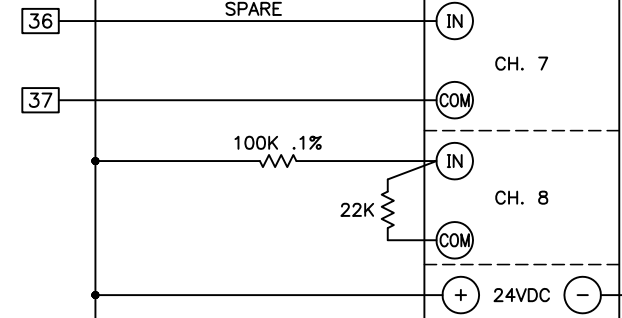 SPARE
36 IN
CH. 7
37 COM
100K .1%
IN
22K CH. 8
COM
+ 24VDC −